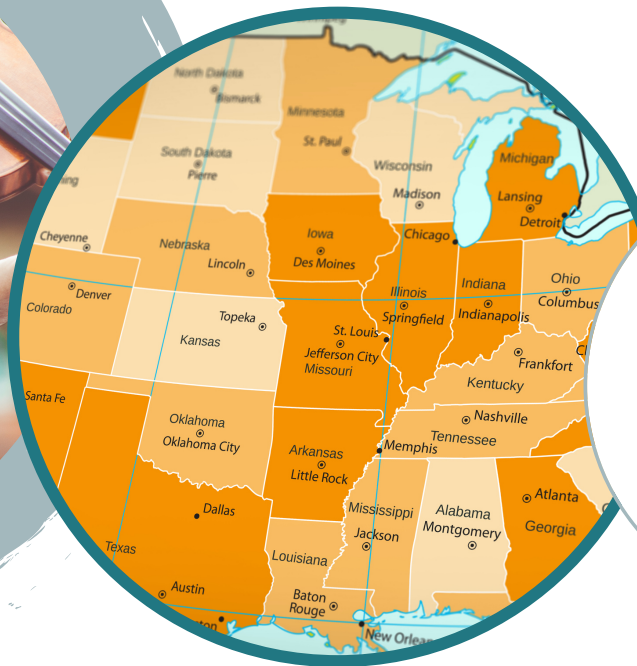 North Dakota
Bismarck
Minnesota
St. Paul
South Dakota
Pierre
Wisconsin
Madison
Michigan
Lansing
Detroit
ing
Cheyenne
Nebraska
Lincoln
Iowa
Des Moines
Chicago
Denver
Colorado
Topeka
Kansas
Illinois
Springfield
Indiana
Indianapolis
Ohio
Columbus
St. Louis
Jefferson City
Missouri
Frankfort
Kentucky
Santa Fe
Oklahoma
Oklahoma City
Arkansas
Little Rock
Memphis
Nashville
Tennessee
Dallas
Texas
Austin
ton
Mississippi
Jackson
Alabama
Montgomery
Atlanta
Georgia
Louisiana
Baton
Rouge
New Orlean